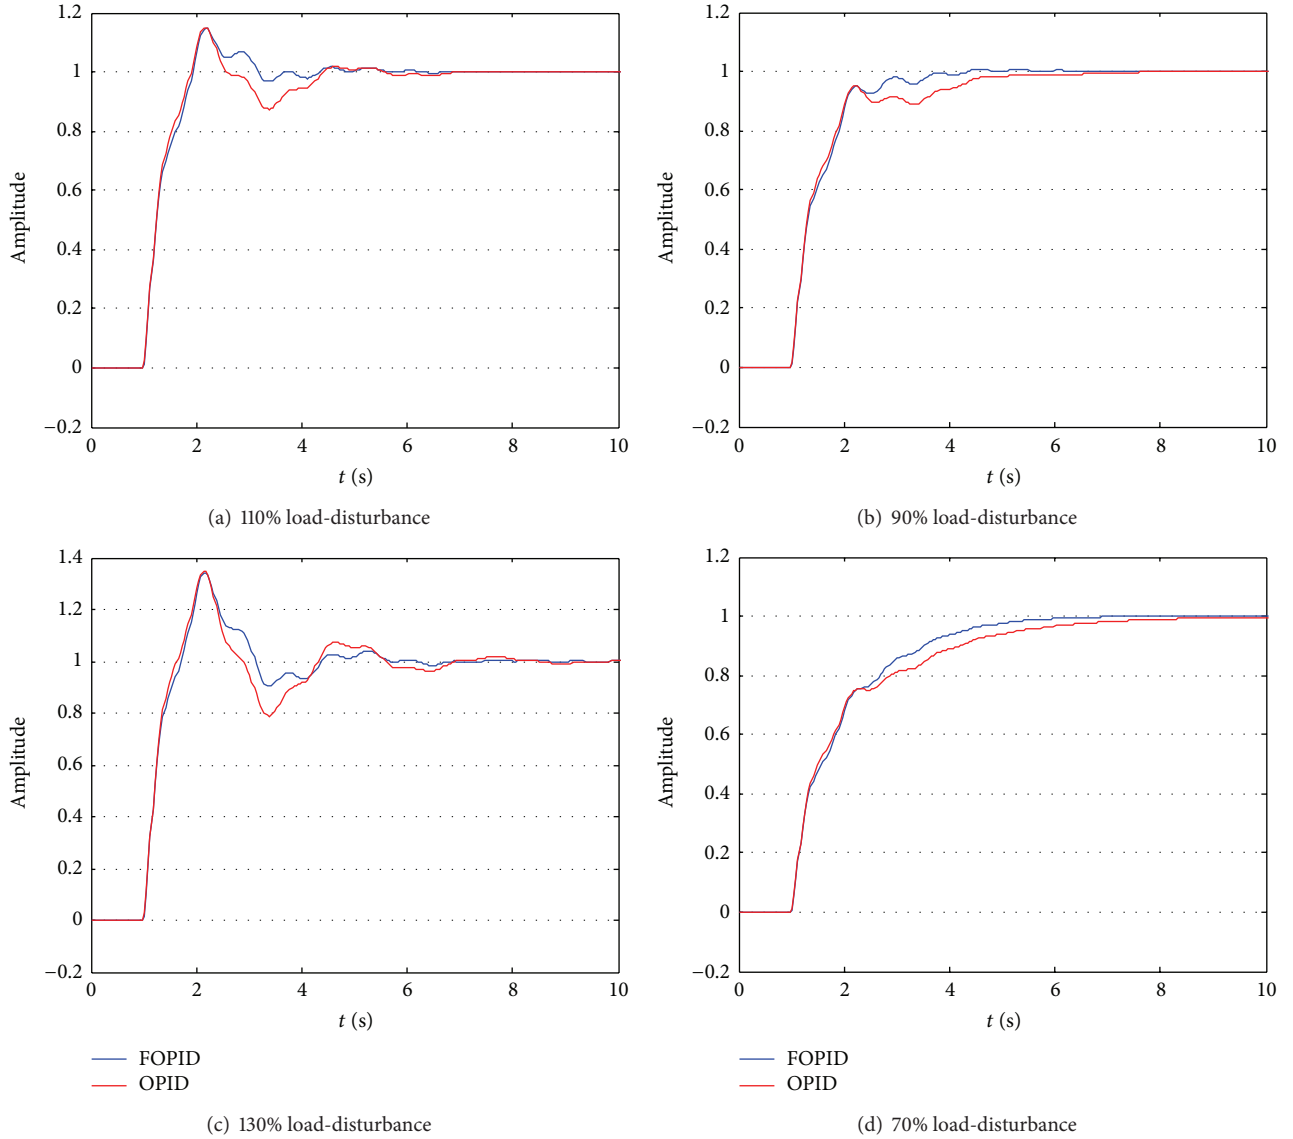 1.2
1
0.8
0.6
0.4
0.2
0
−0.2
Amplitude
0 2 4 6 8 10
t (s)
(a) 110% load-disturbance
1.2
1
0.8
0.6
0.4
0.2
0
−0.2
Amplitude
0 2 4 6 8 10
t (s)
(b) 90% load-disturbance
1.4
1.2
1
0.8
0.6
0.4
0.2
0
−0.2
Amplitude
0 2 4 6 8 10
t (s)
FOPID
OPID
(c) 130% load-disturbance
1.2
1
0.8
0.6
0.4
0.2
0
−0.2
Amplitude
0 2 4 6 8 10
t (s)
FOPID
OPID
(d) 70% load-disturbance